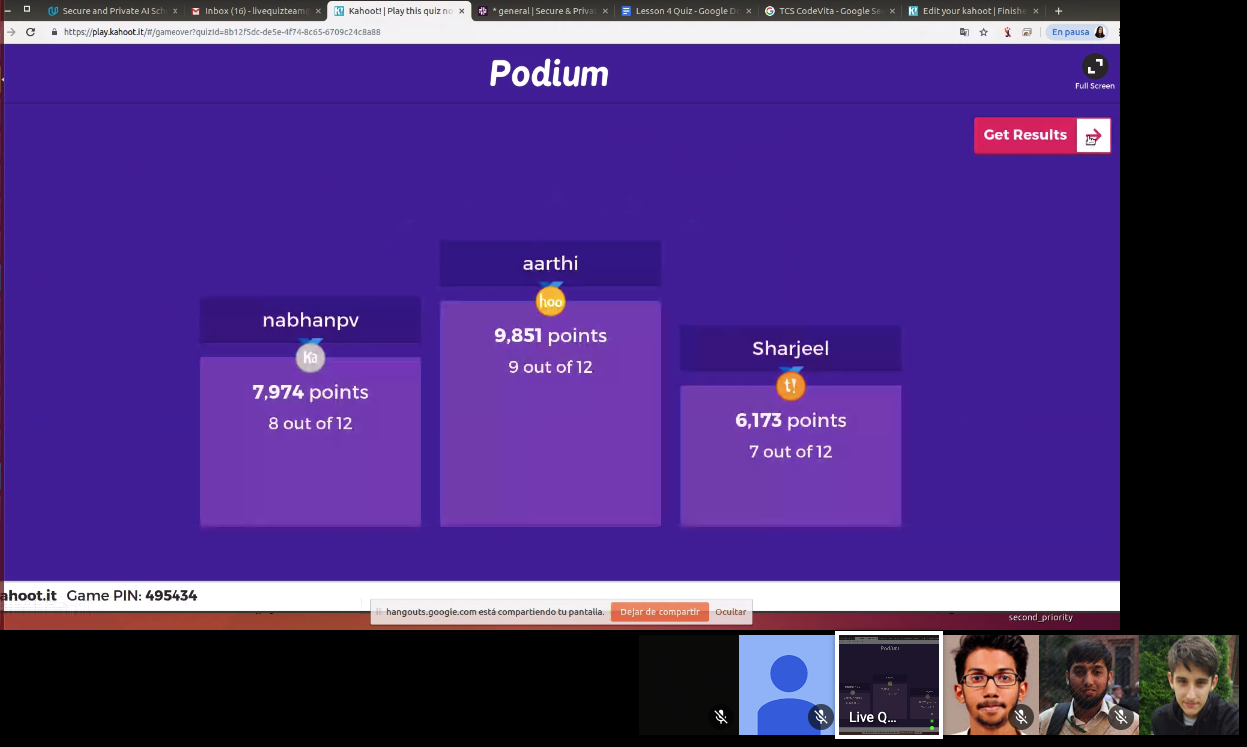 Secure and Private AI Sch
Inbox (16) - livequizteam
Kahoot! | Play this quiz no
* general | Secure & Priva
Lesson 4 Quiz - Google Do
TCS CodeVita - Google Se
Edit your kahoot | Finishe
https://play.kahoot.it/#/gameover?quizId=8b12f5dc-de5e-4f74-8c65-6709c24c8a88
En pausa
Podium
Full Screen
Get Results
aarthi
hoo
9,851 points
9 out of 12
nabhanpv
Ka
7,974 points
8 out of 12
Sharjeel
t!
6,173 points
7 out of 12
ahoot.it Game PIN: 495434
hangouts.google.com está compartiendo tu pantalla.
Dejar de compartir
Ocultar
second_priority
Podium
Live Q...